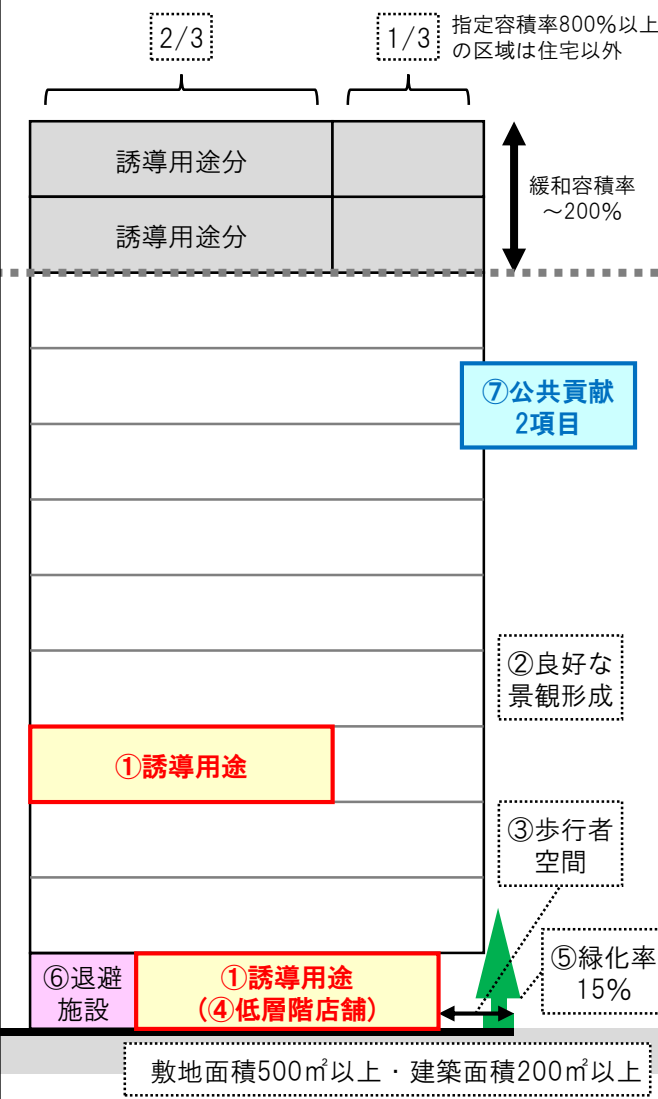 2/3
1/3
指定容積率800%以上
の区域は住宅以外
誘導用途分
誘導用途分
緩和容積率
～200%
⑦公共貢献
2項目
②良好な
景観形成
①誘導用途
③歩行者
空間
⑥退避
施設
①誘導用途
(④低層階店舗)
⑤緑化率
15%
敷地面積500㎡以上・建築面積200㎡以上